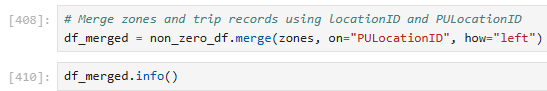 [408]: # Merge zones and trip records using locationID and PULocationID
df_merged = non_zero_df.merge(zones, on="PULocationID", how="left")
[410]: df_merged.info()